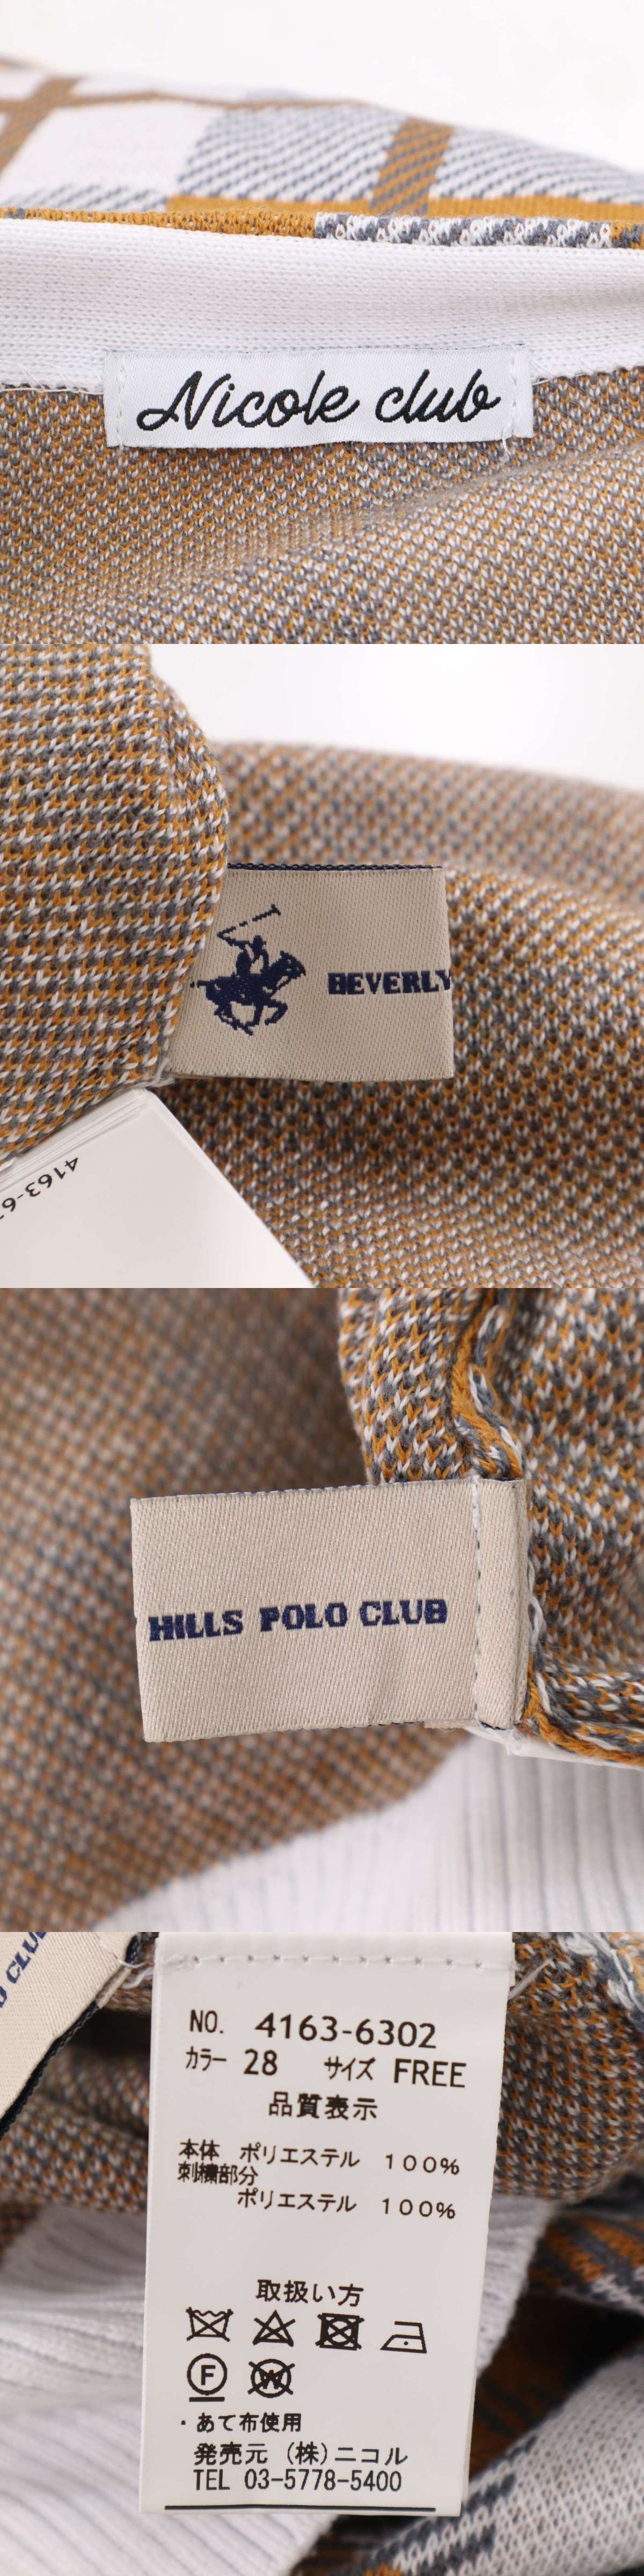 Nicole club
BEVERLY
4163-6
HILLS POLO CLUB
O CLU
NO. 4163-6302
カラー 28 サイズ FREE
品質表示
本体 ポリエステル 100%
刺繍部分
ポリエステル 100%
取扱い方
F W
・あて布使用
発売元 (株)ニコル
TEL 03-5778-5400